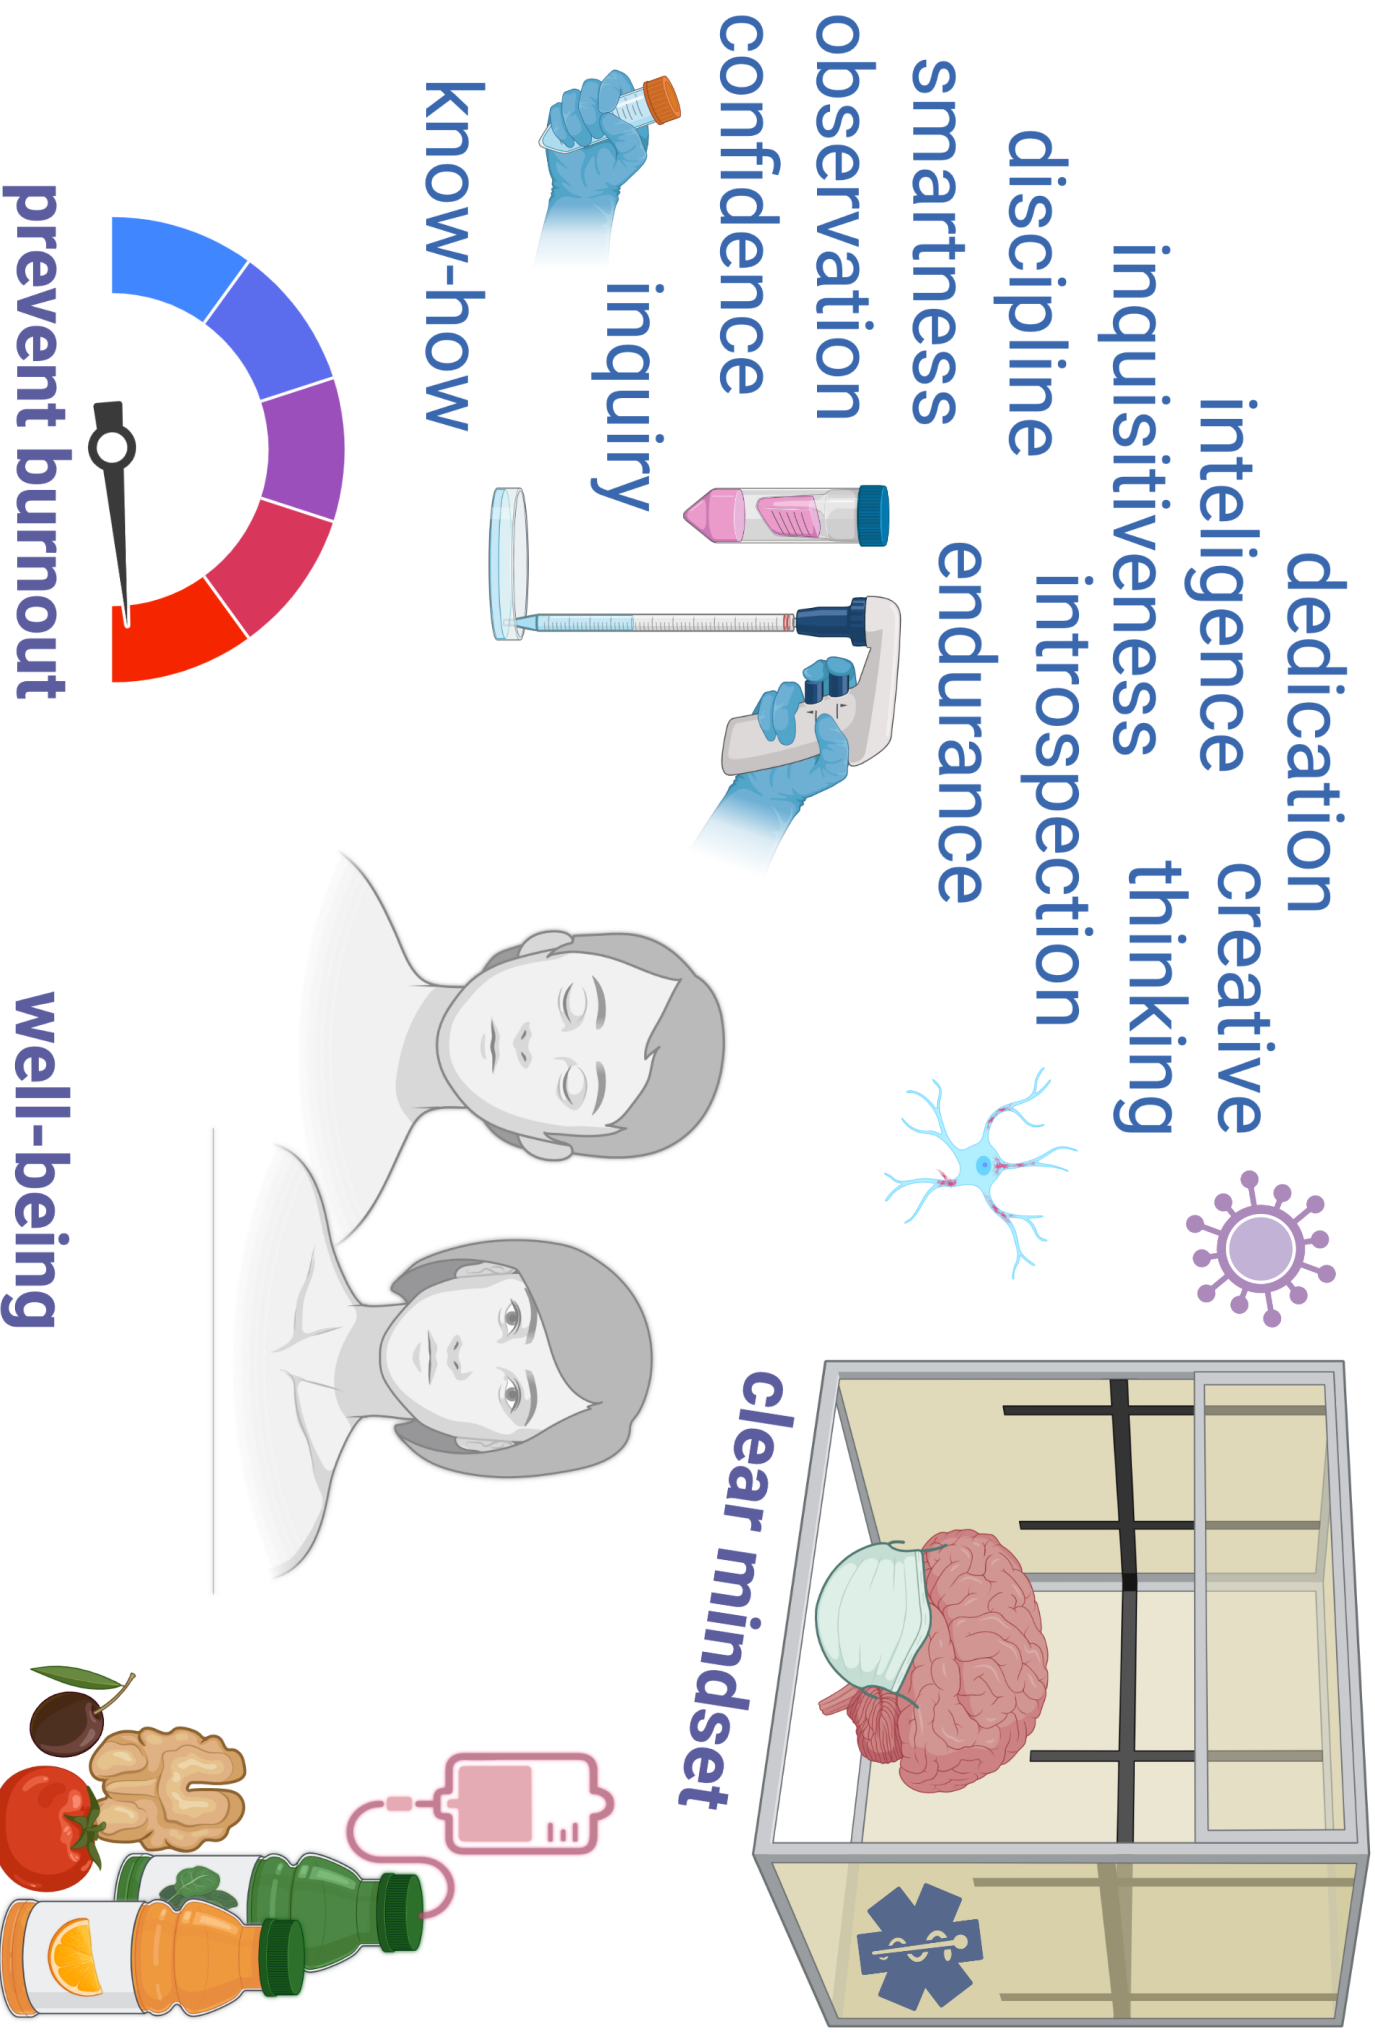 dedication
creative
inteligence
thinking
inquisitiveness
introspection
discipline
endurance
smartness
observation
confidence
inquiry
know-how
clear mindset
prevent burnout
well-being